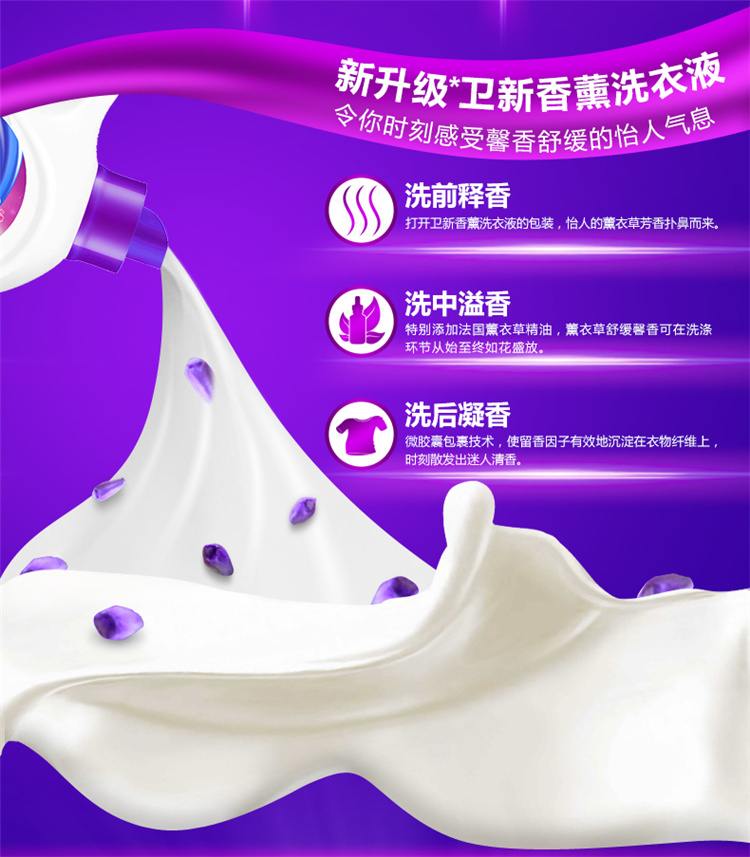 新升级*卫新香薰洗衣液
令你时刻感受馨香舒缓的怡人气息
洗前释香
打开卫新香薰洗衣液的包装，怡人的薰衣草芳香扑鼻而来。
洗中溢香
特别添加法国薰衣草精油，薰衣草舒缓馨香可在洗涤
环节从始至终如花盛放。
洗后凝香
微胶囊包裹技术，使留香因子有效地沉淀在衣物纤维上，
时刻散发出迷人清香。